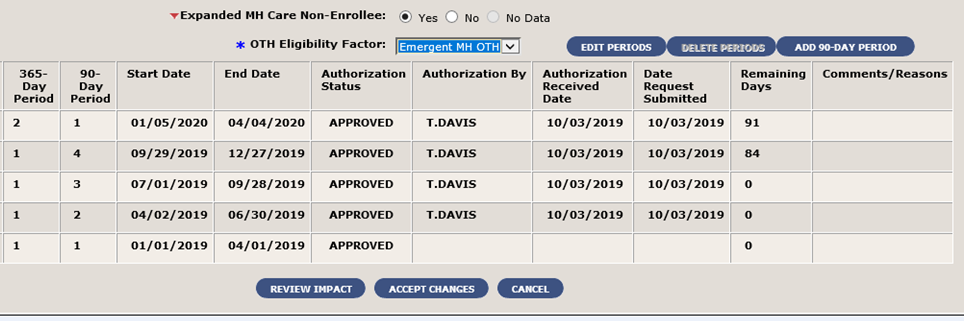 Expanded MH Care Non-Enrollee: Yes No No Data
* OTH Eligibility Factor: Emergent MH OTH EDIT PERIODS DELETE PERIODS ADD 90-DAY PERIOD
365-Day Period 90-Day Period Start Date End Date Authorization Status Authorization By Authorization Received Date Date Request Submitted Remaining Days Comments/Reasons
2 1 01/05/2020 04/04/2020 APPROVED T.DAVIS 10/03/2019 10/03/2019 91
1 4 09/29/2019 12/27/2019 APPROVED T.DAVIS 10/03/2019 10/03/2019 84
1 3 07/01/2019 09/28/2019 APPROVED T.DAVIS 10/03/2019 10/03/2019 0
1 2 04/02/2019 06/30/2019 APPROVED T.DAVIS 10/03/2019 10/03/2019 0
1 1 01/01/2019 04/01/2019 APPROVED 0
REVIEW IMPACT ACCEPT CHANGES CANCEL